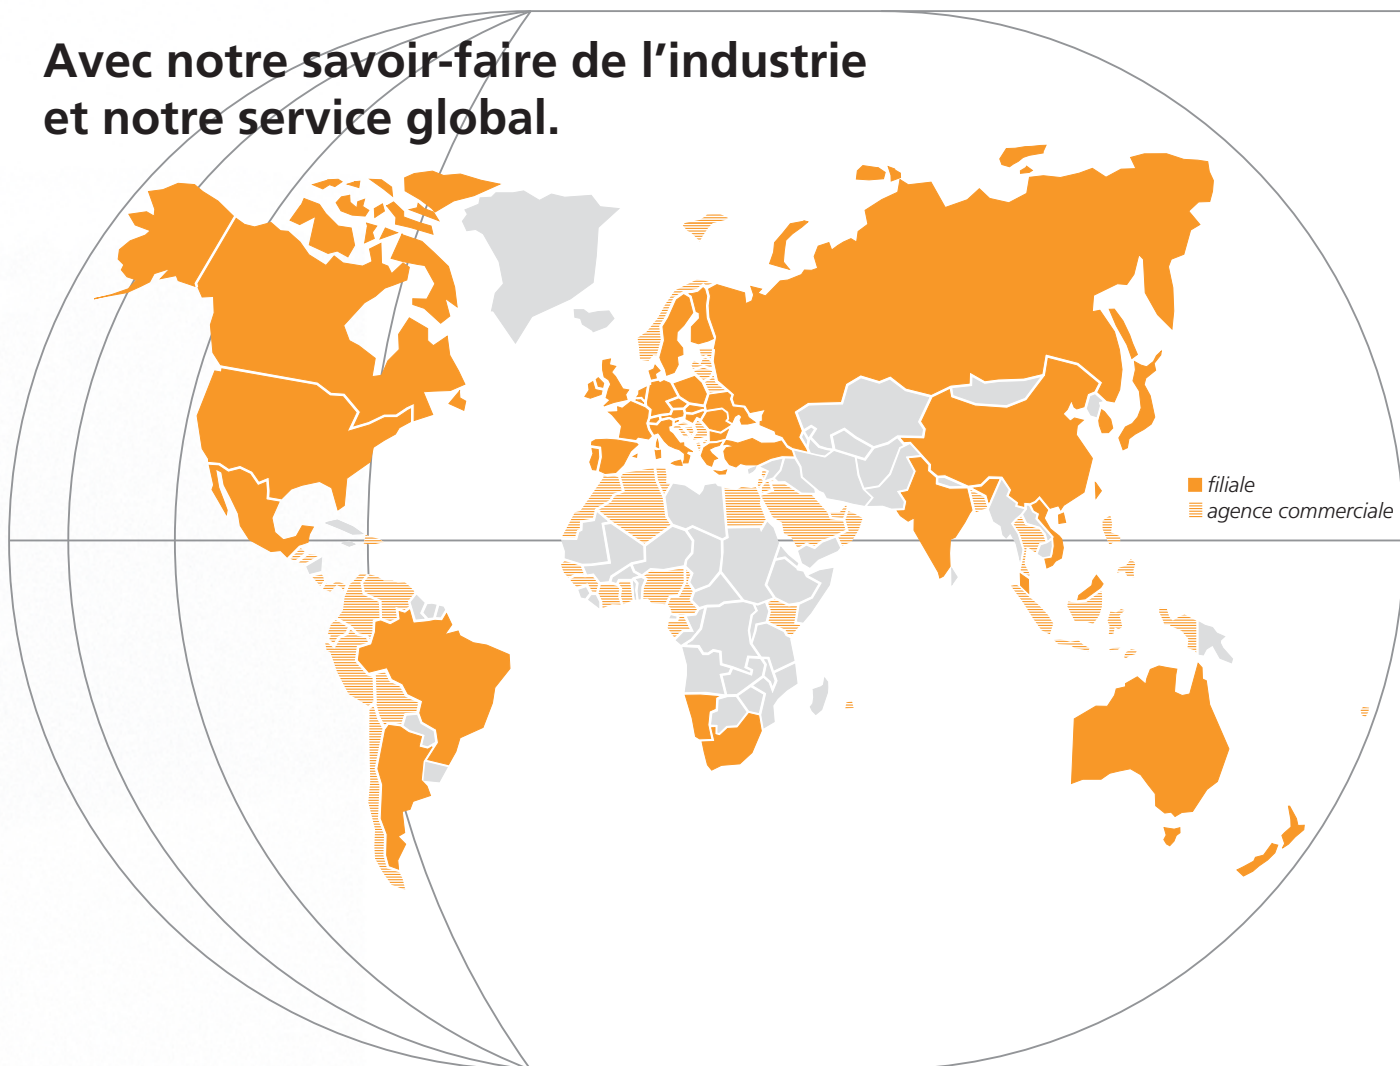 Avec notre savoir-faire de l’industrie
et notre service global.
filiale
agence commerciale